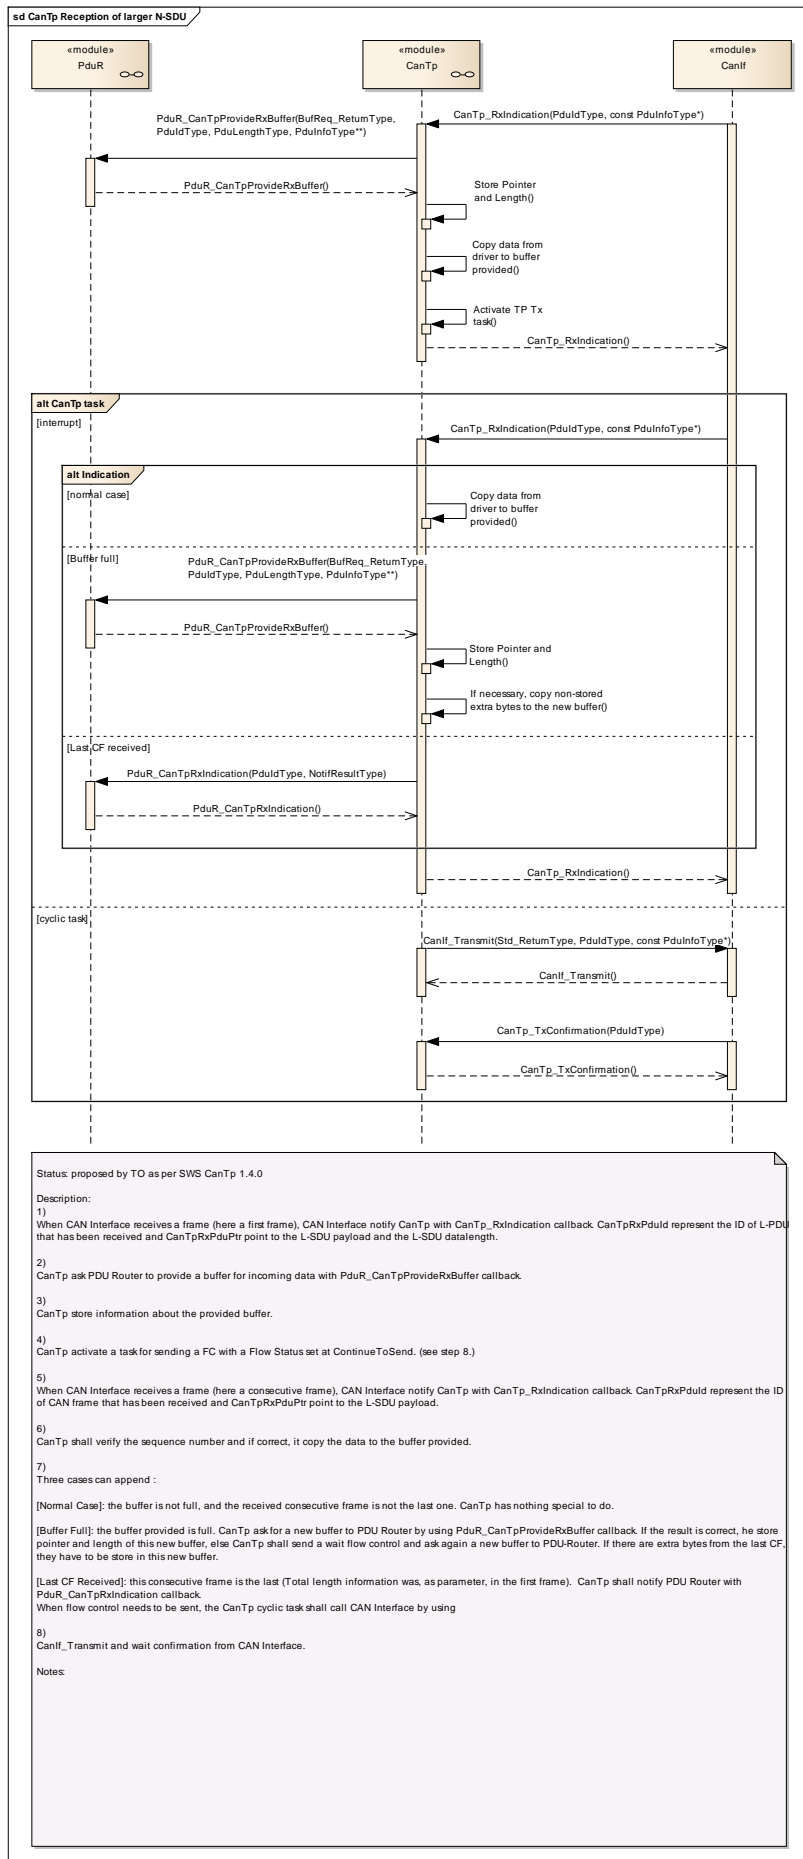 sd CanTp Reception of larger N-SDU
«module»
PduR
«module»
CanTp
«module»
CanIf
PduR_CanTpProvideRxBuffer(BufReq_ReturnType,
PduIdType, PduLengthType, PduInfoType**)
CanTp_RxIndication(PduIdType, const PduInfoType*)
PduR_CanTpProvideRxBuffer()
Store Pointer
and Length()
Copy data from
driver to buffer
provided()
Activate TP Tx
task()
CanTp_RxIndication()
alt CanTp task
[interrupt]
CanTp_RxIndication(PduIdType, const PduInfoType*)
alt Indication
[normal case]
Copy data from
driver to buffer
provided()
[Buffer full]
PduR_CanTpProvideRxBuffer(BufReq_ReturnType,
PduIdType, PduLengthType, PduInfoType**)
PduR_CanTpProvideRxBuffer()
Store Pointer and
Length()
If necessary, copy non-stored
extra bytes to the new buffer()
[Last CF received]
PduR_CanTpRxIndication(PduIdType, NotifResultType)
PduR_CanTpRxIndication()
CanTp_RxIndication()
[cyclic task]
CanIf_Transmit(Std_ReturnType, PduIdType, const PduInfoType*)
CanIf_Transmit()
CanTp_TxConfirmation(PduIdType)
CanTp_TxConfirmation()
Status: proposed by TO as per SWS CanTp 1.4.0
Description:
1)
When CAN Interface receives a frame (here a first frame), CAN Interface notify CanTp with CanTp_RxIndication callback. CanTpRxPduId represent the ID of L-PDU
that has been received and CanTpRxPduPtr point to the L-SDU payload and the L-SDU datalength.
2)
CanTp ask PDU Router to provide a buffer for incoming data with PduR_CanTpProvideRxBuffer callback.
3)
CanTp store information about the provided buffer.
4)
CanTp activate a task for sending a FC with a Flow Status set at ContinueToSend. (see step 8.)
5)
When CAN Interface receives a frame (here a consecutive frame), CAN Interface notify CanTp with CanTp_RxIndication callback. CanTpRxPduId represent the ID
of CAN frame that has been received and CanTpRxPduPtr point to the L-SDU payload.
6)
CanTp shall verify the sequence number and if correct, it copy the data to the buffer provided.
7)
Three cases can append :
[Normal Case]: the buffer is not full, and the received consecutive frame is not the last one. CanTp has nothing special to do.
[Buffer Full]: the buffer provided is full. CanTp ask for a new buffer to PDU Router by using PduR_CanTpProvideRxBuffer callback. If the result is correct, he store
pointer and length of this new buffer, else CanTp shall send a wait flow control and ask again a new buffer to PDU-Router. If there are extra bytes from the last CF,
they have to be store in this new buffer.
[Last CF Received]: this consecutive frame is the last (Total length information was, as parameter, in the first frame).  CanTp shall notify PDU Router with
PduR_CanTpRxIndication callback.
When flow control needs to be sent, the CanTp cyclic task shall call CAN Interface by using
8)
CanIf_Transmit and wait confirmation from CAN Interface.
Notes: